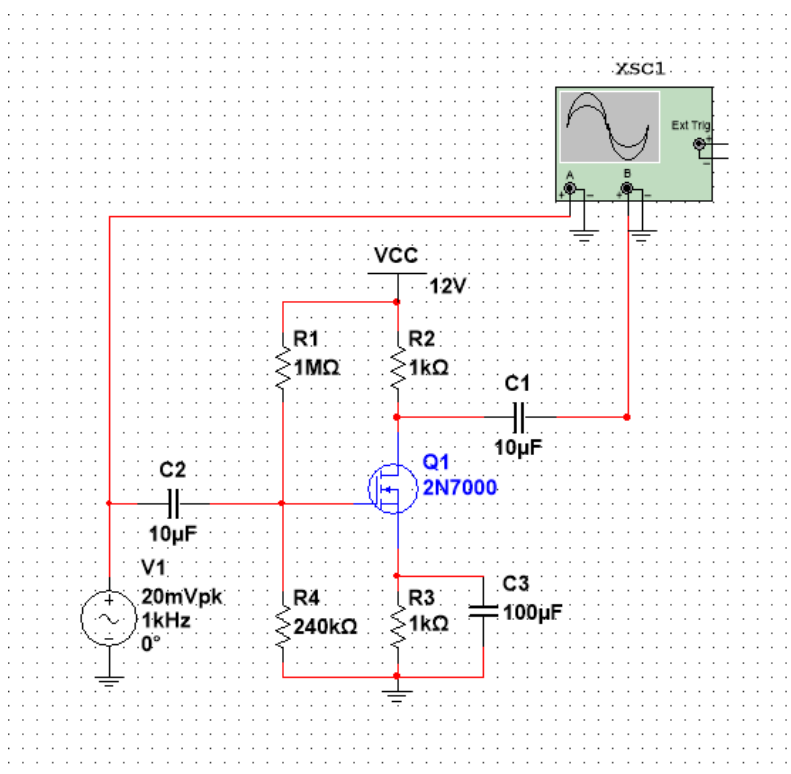 XSC1
Ext Trig
+
−
A
B
+
−
+
−
VCC
12V
R1
1MΩ
R2
1kΩ
C1
10µF
Q1
2N7000
C2
10µF
V1
20mVpk
1kHz
0°
+
−
R4
240kΩ
R3
1kΩ
C3
100µF